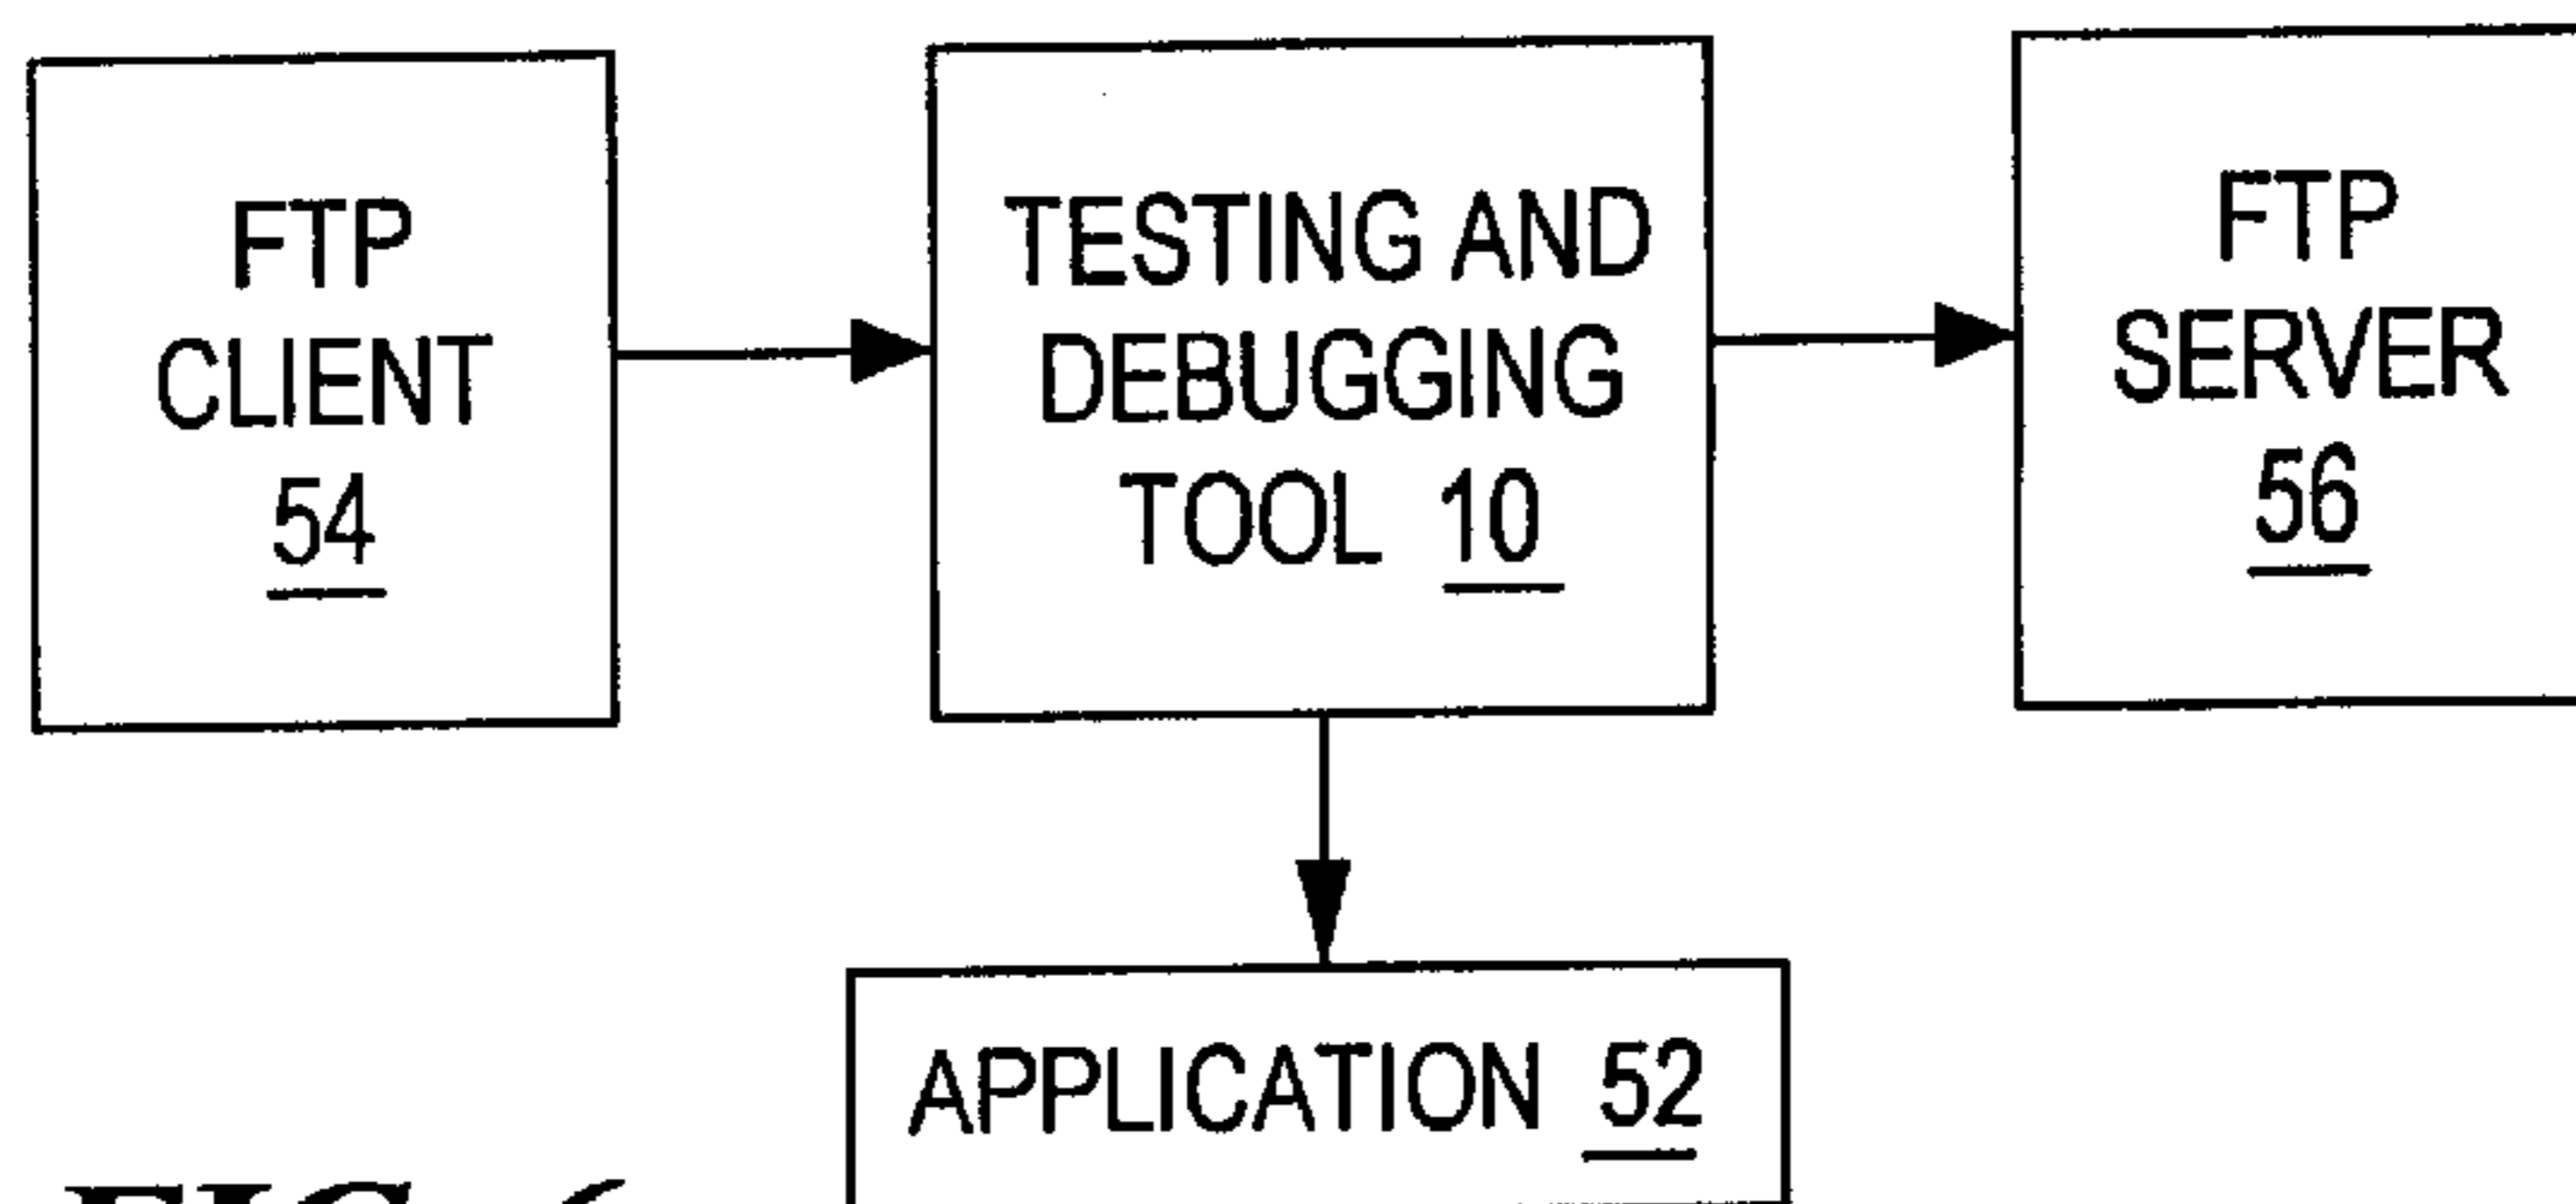 FTP
CLIENT
54
TESTING AND
DEBUGGING
TOOL 10
FTP
SERVER
56
APPLICATION 52